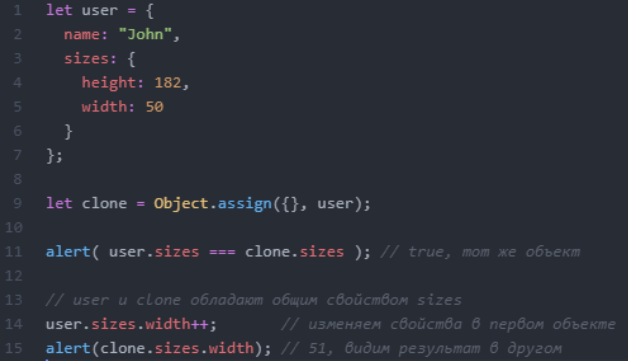 1 let user = {
2 name: "John",
3 sizes: {
4 height: 182,
5 width: 50
6 }
7 };
8
9 let clone = Object.assign({}, user);
10
11 alert( user.sizes === clone.sizes ); // true, тот же объект
12
13 // user и clone обладают общим свойством sizes
14 user.sizes.width++; // изменяем свойства в первом объекте
15 alert(clone.sizes.width); // 51, видим результат в другом